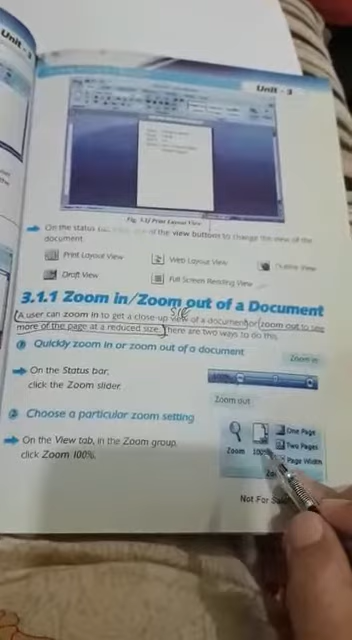 Unit - 3
Unit - 3
Fig. 3.12 Print Layout View
On the status of the view buttons to change the view of the
document.
Print Layout View
Web Layout View
Outline View
Draft View
Full Screen Reading View
3.1.1 Zoom in/Zoom out of a Document
A user can zoom in to get a close-up view of a document or zoom out to see
more of the page at a reduced size. There are two ways to do this.
1 Quickly zoom in or zoom out of a document
Zoom in
On the Status bar,
click the Zoom slider.
Zoom out
2 Choose a particular zoom setting
On the View tab, in the Zoom group,
click Zoom 100%.
Zoom
100%
One Page
Two Pages
Page Width
Not For